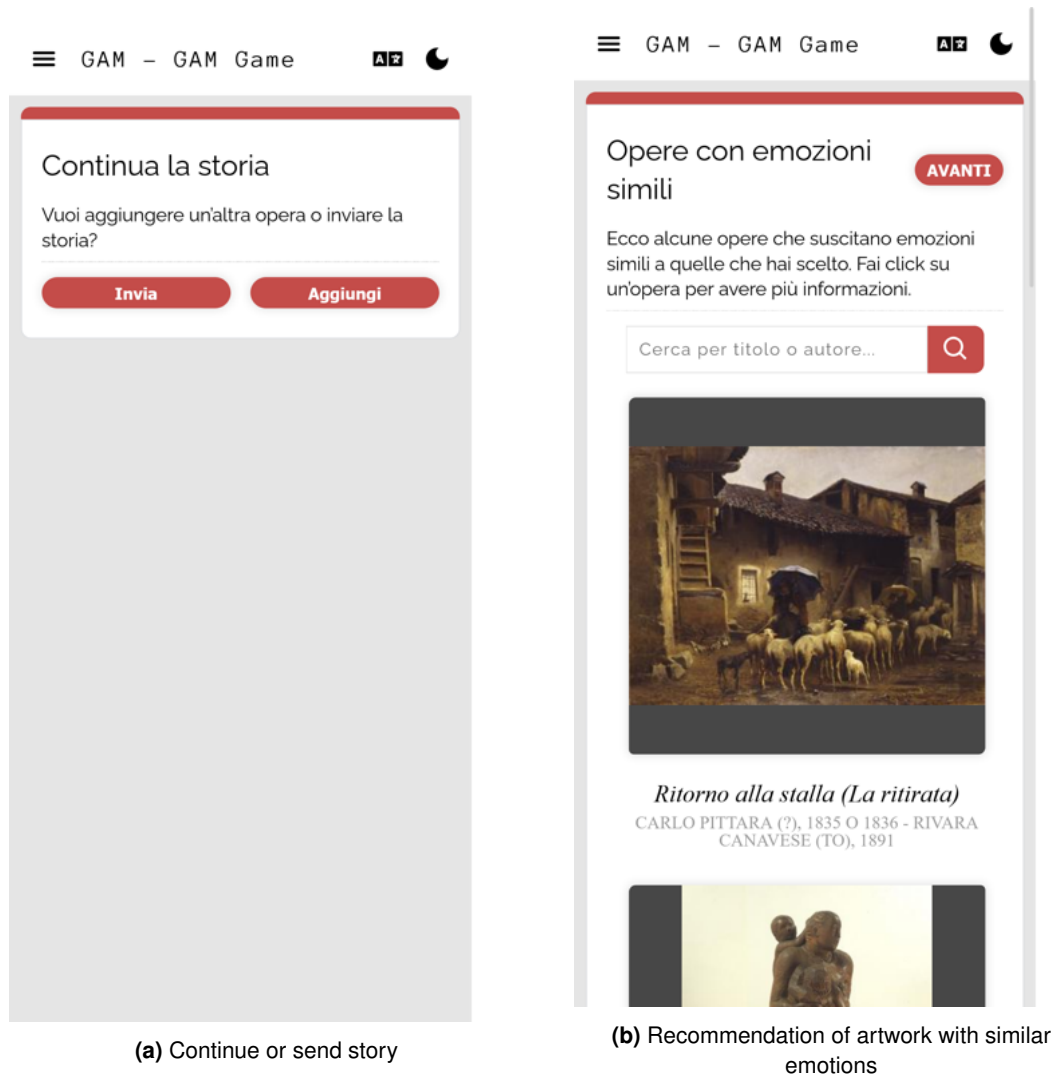 GAM – GAM Game
Continua la storia
Vuoi aggiungere un'altra opera o inviare la
storia?
Invia
Aggiungi
(a) Continue or send story
GAM – GAM Game
Opere con emozioni
simili
AVANTI
Ecco alcune opere che suscitano emozioni
simili a quelle che hai scelto. Fai click su
un'opera per avere più informazioni.
Cerca per titolo o autore...
Ritorno alla stalla (La ritirata)
CARLO PITTARA (?), 1835 O 1836 - RIVARA
CANAVESE (TO), 1891
(b) Recommendation of artwork with similar
emotions